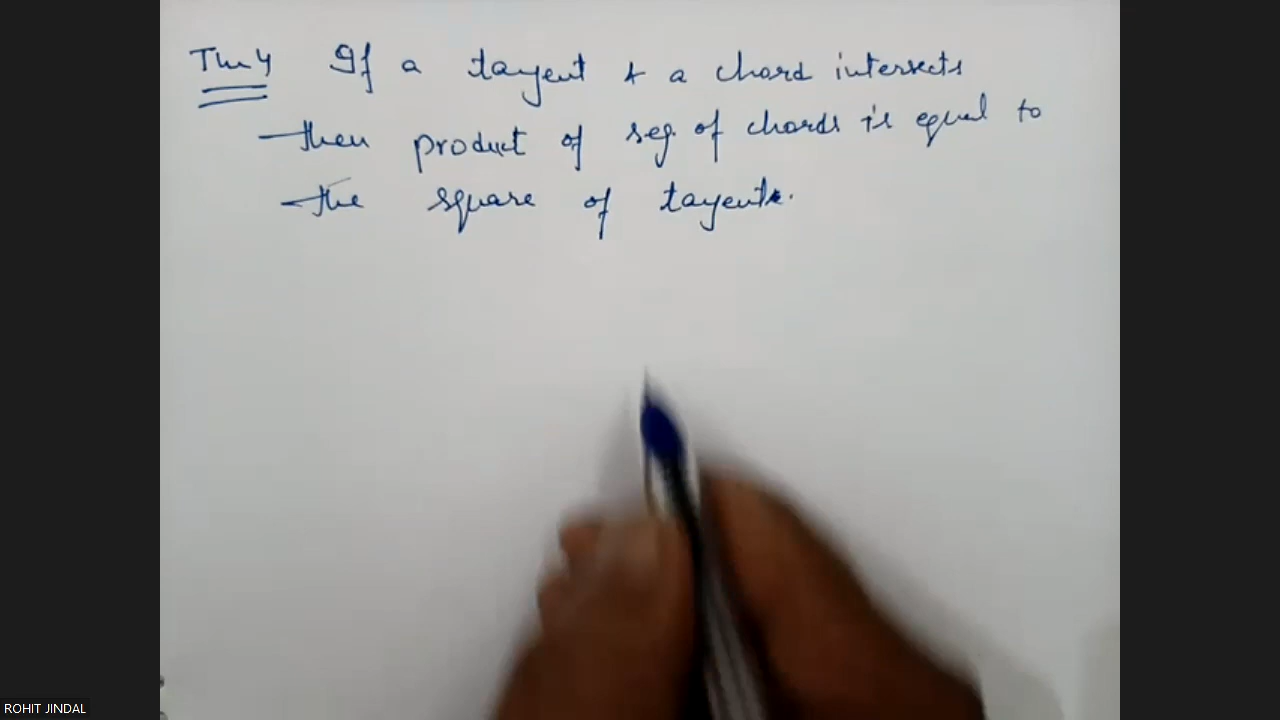 Thm 4 If a tangent & a chord intersects
then product of seg. of chords is equal to
the square of tangent.
ROHIT JINDAL